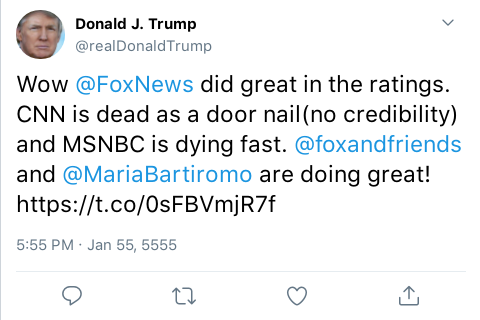 Donald J. Trump
@realDonaldTrump
Wow @FoxNews did great in the ratings.
CNN is dead as a door nail(no credibility)
and MSNBC is dying fast. @foxandfriends
and @MariaBartiromo are doing great!
https://t.co/0sFBVmjR7f
5:55 PM · Jan 55, 5555